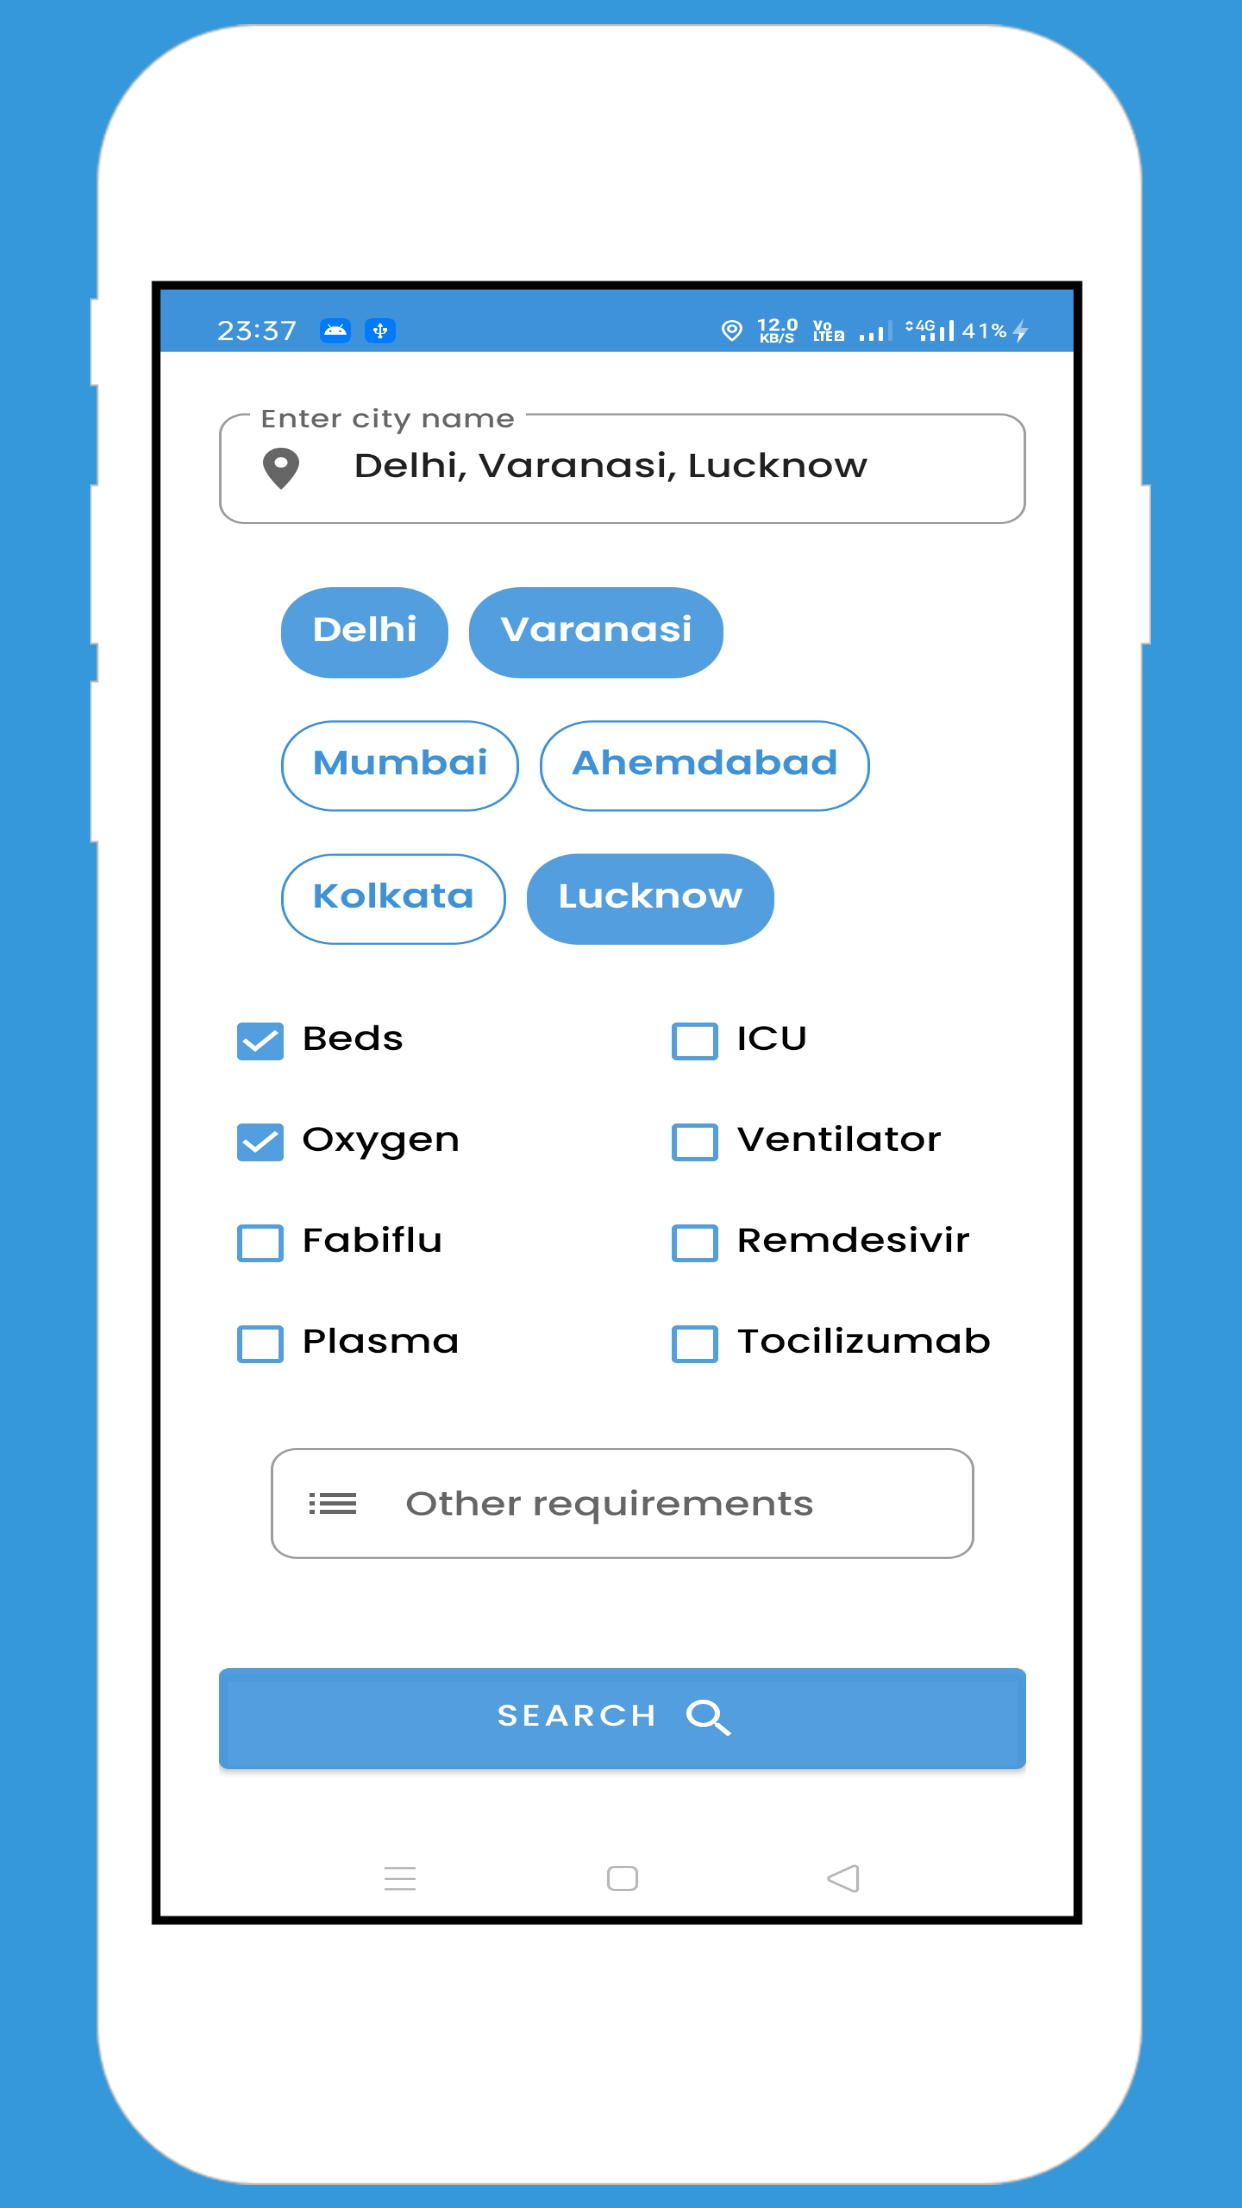 23:37 12.0 KB/S Vo LTE 2 4G 41%
Enter city name
Delhi, Varanasi, Lucknow
Delhi Varanasi
Mumbai Ahemdabad
Kolkata Lucknow
Beds ICU
Oxygen Ventilator
Fabiflu Remdesivir
Plasma Tocilizumab
Other requirements
SEARCH